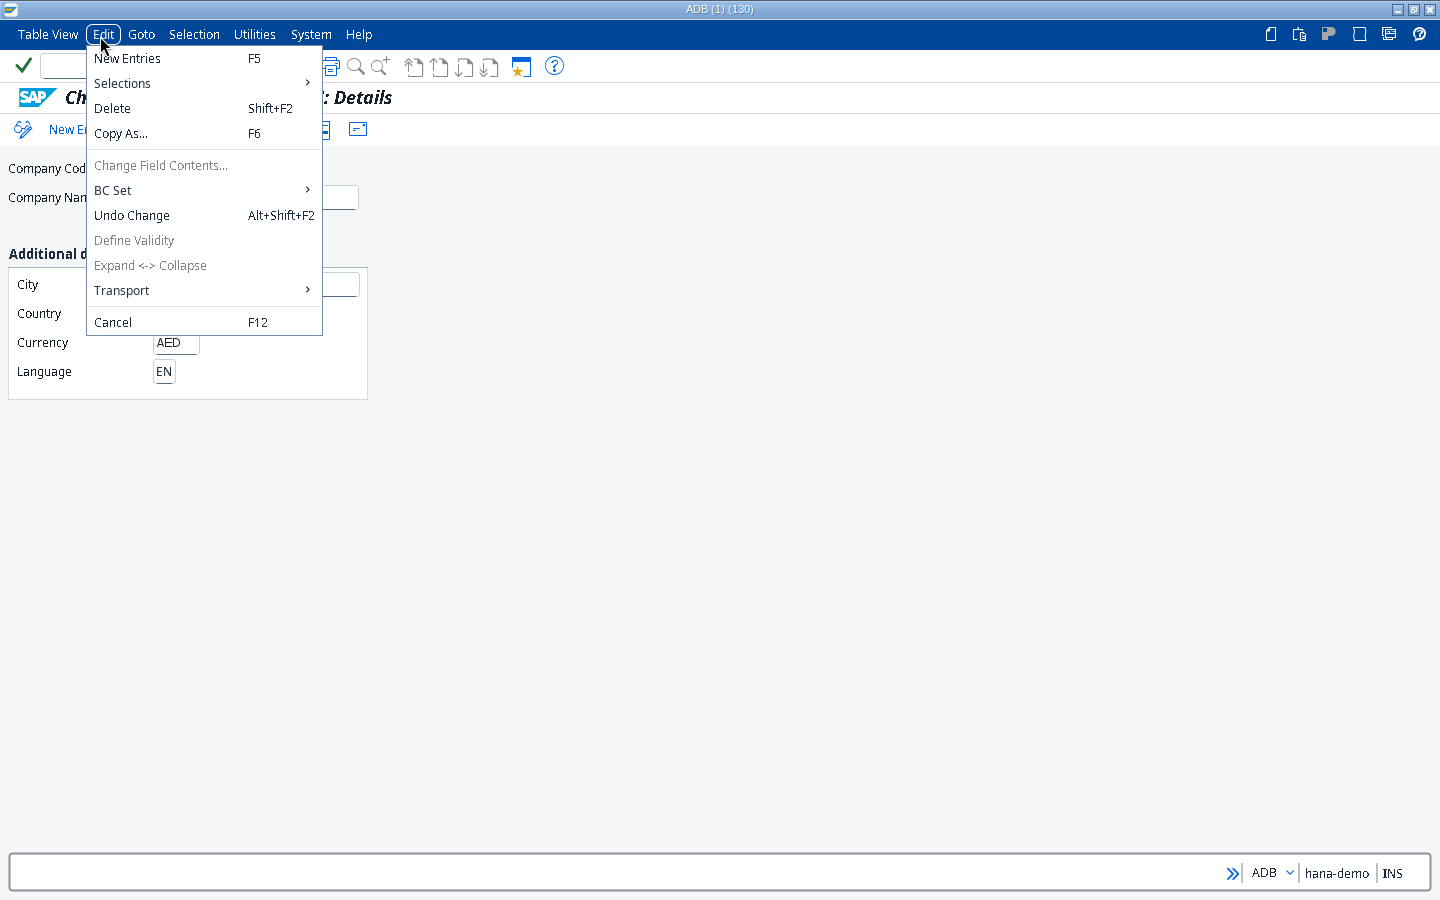 ADB (1) (130)
Table View Edit Goto Selection Utilities System Help
New Entries F5
Selections
Delete Shift+F2
Copy As... F6
Change Field Contents...
BC Set
Undo Change Alt+Shift+F2
Define Validity
Expand <-> Collapse
Transport
Cancel F12
SAP Ch : Details
New En
Company Cod
Company Nan
Additional d
City
Country
Currency AED
Language EN
ADB hana-demo INS